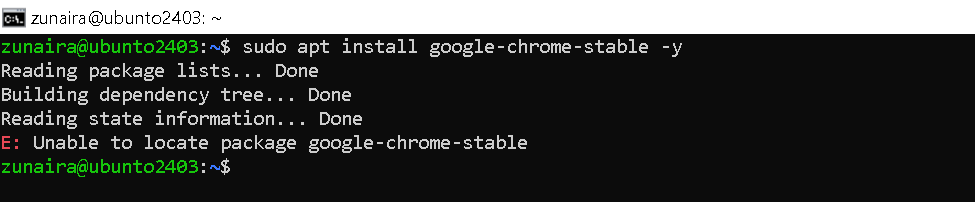 zunaira@ubunto2403: ~
zunaira@ubunto2403:~$ sudo apt install google-chrome-stable -y
Reading package lists... Done
Building dependency tree... Done
Reading state information... Done
E: Unable to locate package google-chrome-stable
zunaira@ubunto2403:~$